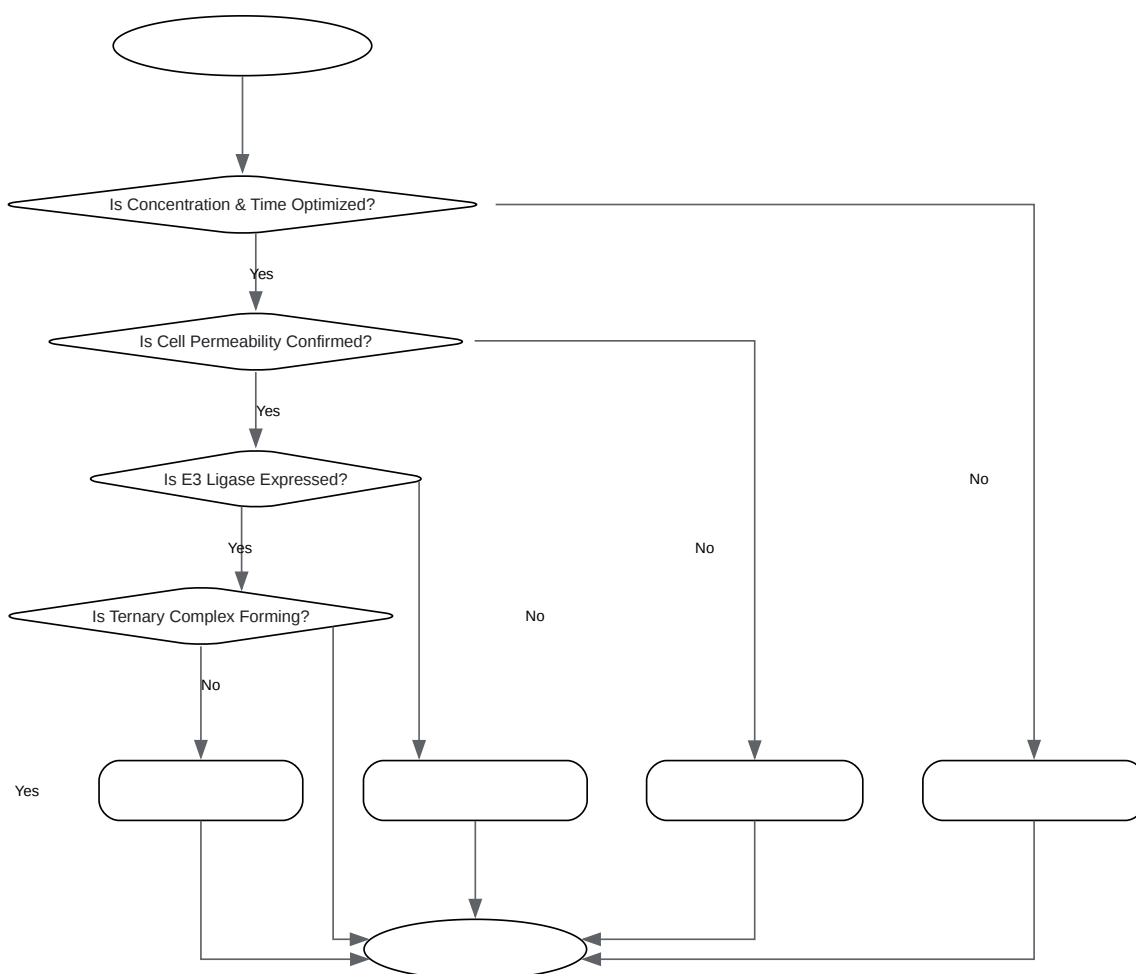 Is Concentration & Time Optimized?
Yes
Is Cell Permeability Confirmed?
Yes
Is E3 Ligase Expressed?
No
Yes
No
Is Ternary Complex Forming?
No
No
Yes